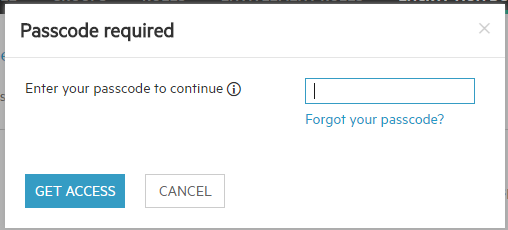 Passcode required
Enter your passcode to continue
Forgot your passcode?
GET ACCESS
CANCEL